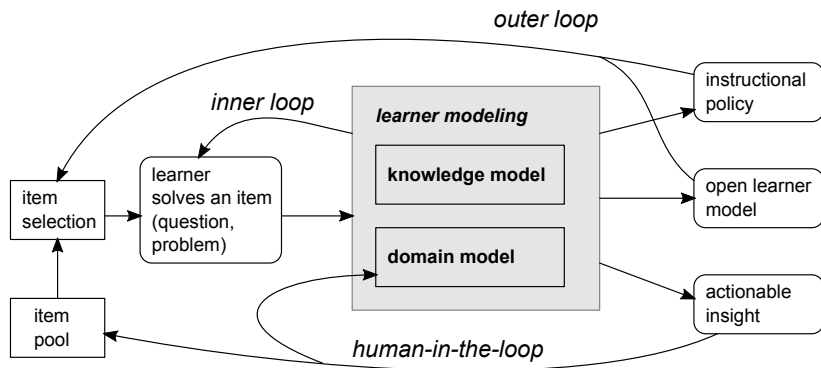 outer loop
instructional
policy
inner loop
learner modeling
knowledge model
learner
solves an item
(question,
problem)
open learner
model
item
selection
domain model
actionable
insight
item
pool
human-in-the-loop